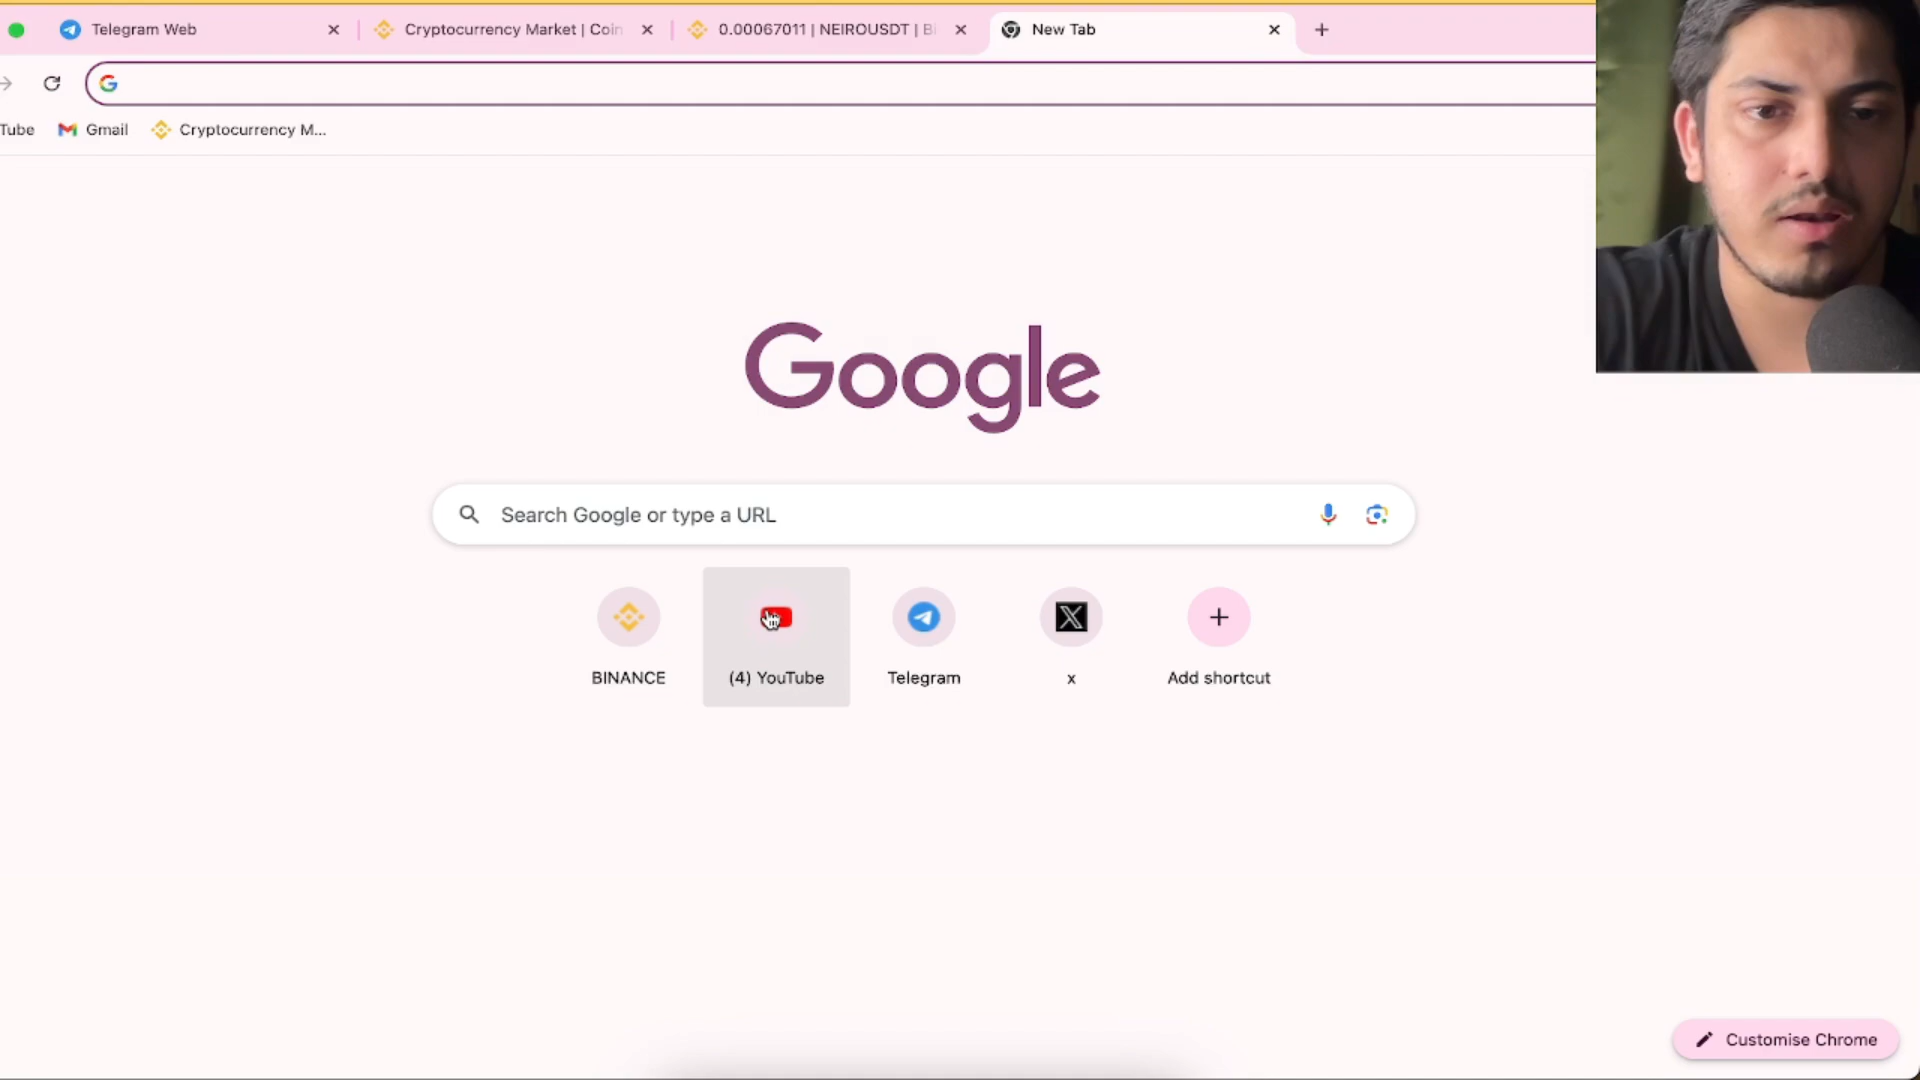 Telegram Web
Cryptocurrency Market | Coin
0.00067011 | NEIROUSDT | Bi
New Tab
Tube
Gmail
Cryptocurrency M...
Google
Search Google or type a URL
BINANCE
(4) YouTube
Telegram
x
Add shortcut
Customise Chrome